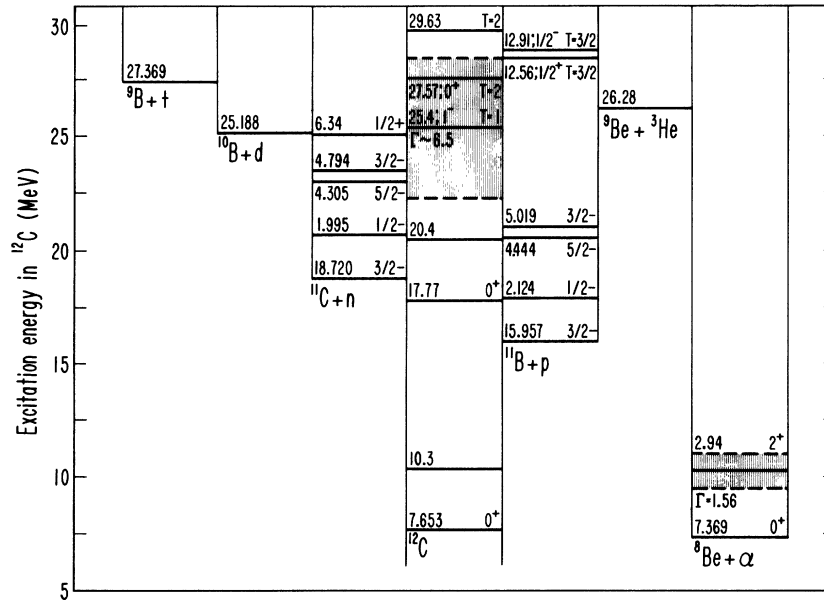 Excitation energy in ¹²C (MeV)
30
25
20
15
10
5
27.369
⁹B + t
25.188
¹⁰B + d
6.34 1/2+
4.794 3/2−
4.305 5/2−
1.995 1/2−
18.720 3/2−
¹¹C + n
29.63 T=2
27.57; 0⁺ T=2
25.4; 1⁻ T=1
Γ~6.5
20.4
17.77 0⁺
10.3
7.653 0⁺
¹²C
12.91; 1/2⁻ T=3/2
12.56; 1/2⁺ T=3/2
5.019 3/2−
4.444 5/2−
2.124 1/2−
15.957 3/2−
¹¹B + p
26.28
⁹Be + ³He
2.94 2⁺
Γ=1.56
7.369 0⁺
⁸Be + α